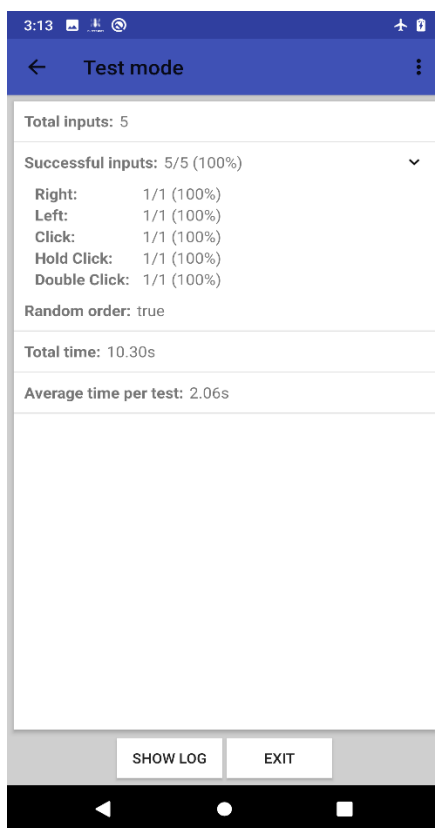 3:13
Test mode
Total inputs: 5
Successful inputs: 5/5 (100%)
Right: 1/1 (100%)
Left: 1/1 (100%)
Click: 1/1 (100%)
Hold Click: 1/1 (100%)
Double Click: 1/1 (100%)
Random order: true
Total time: 10.30s
Average time per test: 2.06s
SHOW LOG EXIT